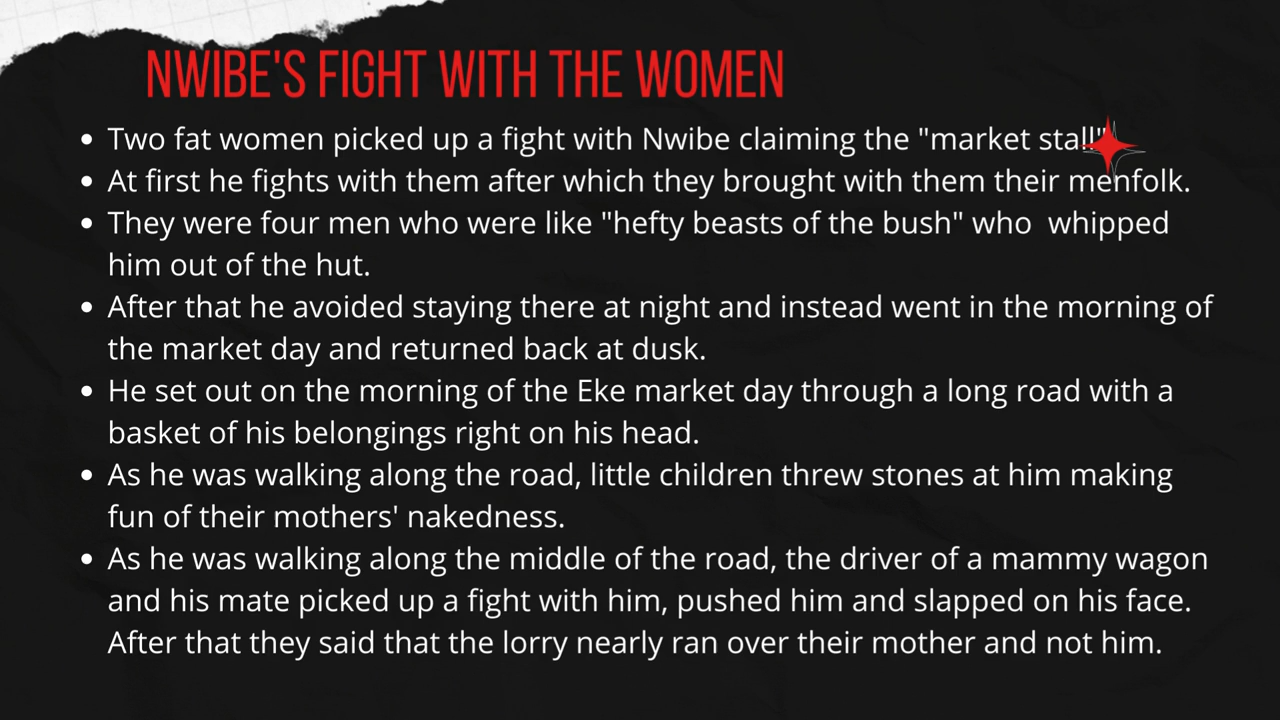 NWIBE'S FIGHT WITH THE WOMEN
• Two fat women picked up a fight with Nwibe claiming the "market stall"
• At first he fights with them after which they brought with them their menfolk.
• They were four men who were like "hefty beasts of the bush" who  whipped
him out of the hut.
• After that he avoided staying there at night and instead went in the morning of
the market day and returned back at dusk.
• He set out on the morning of the Eke market day through a long road with a
basket of his belongings right on his head.
• As he was walking along the road, little children threw stones at him making
fun of their mothers' nakedness.
• As he was walking along the middle of the road, the driver of a mammy wagon
and his mate picked up a fight with him, pushed him and slapped on his face.
After that they said that the lorry nearly ran over their mother and not him.